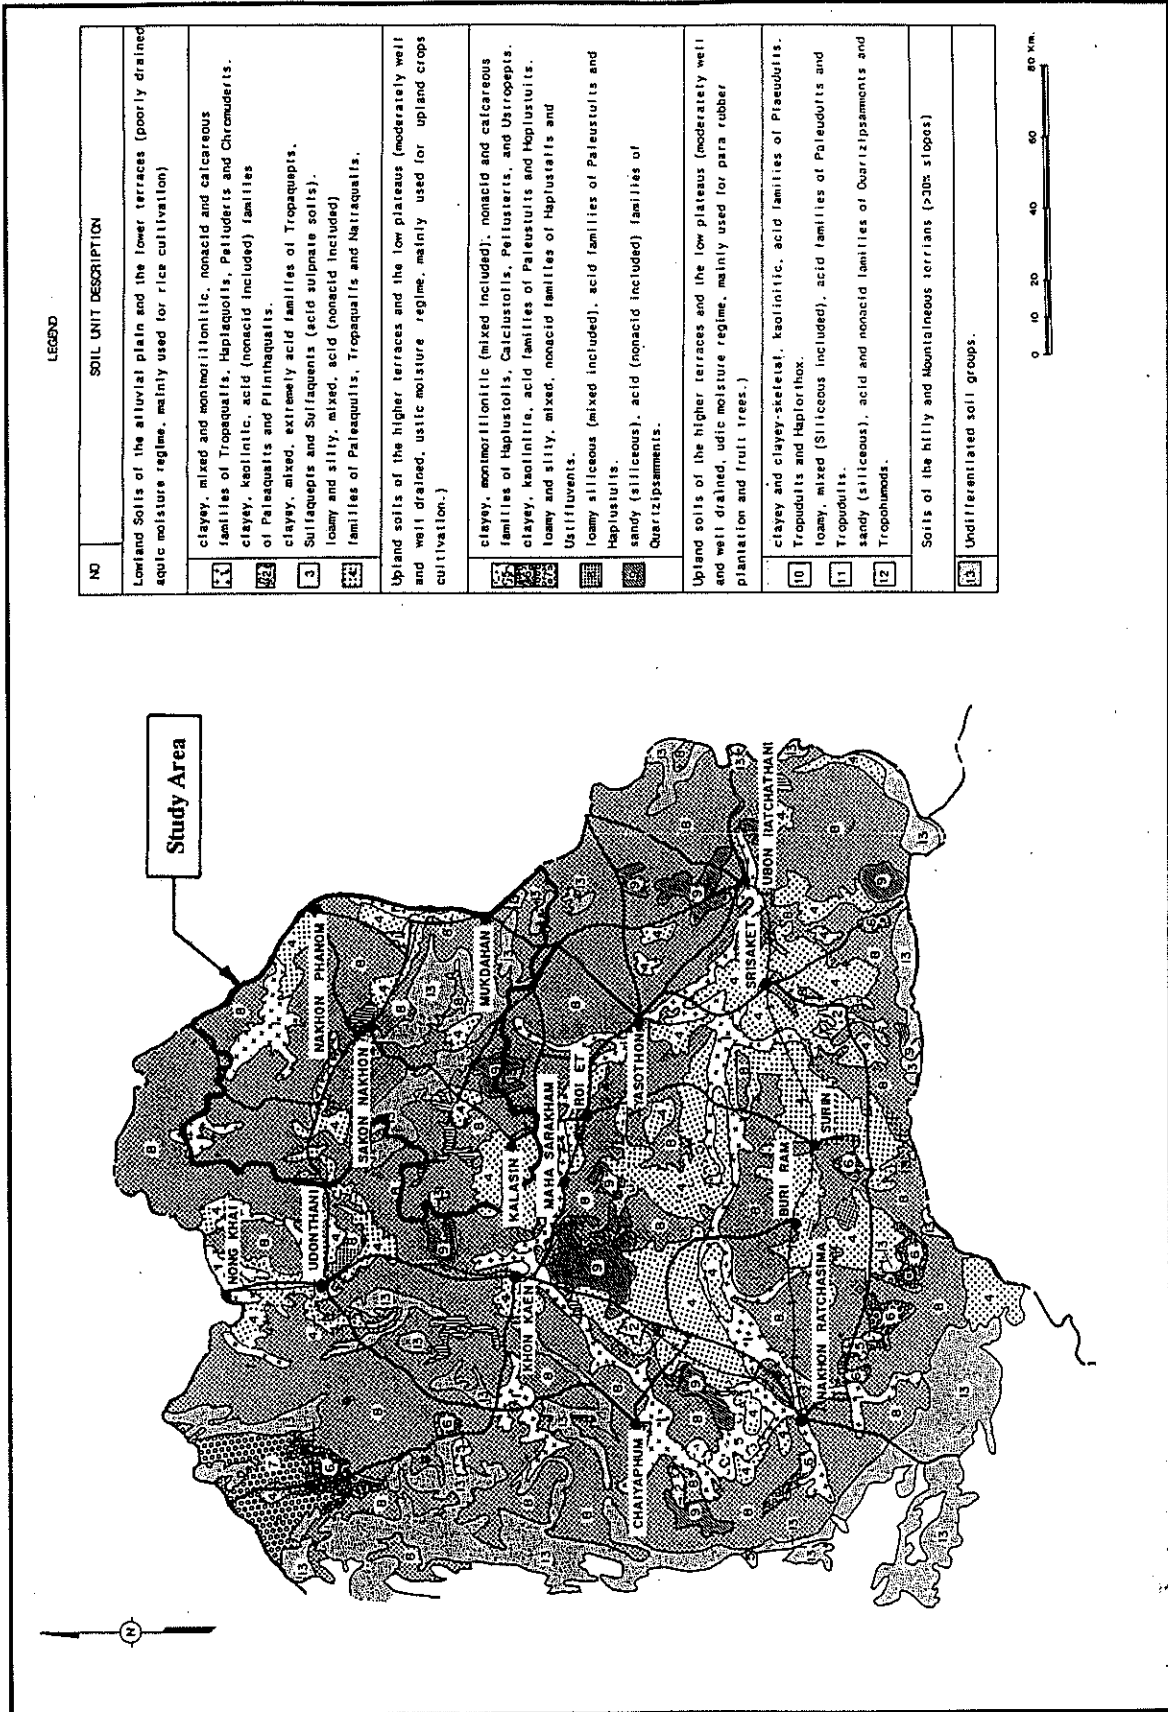 LEGEND
NO
SOIL UNIT DESCRIPTION
Lowland Soils of the alluvial plain and the lower terraces (poorly drained
aquic moisture regime, mainly used for rice cultivation)
1
clayey, mixed and montmorillonitic, nonacid and calcareous
families of Tropaqualfs, Haplaquolls, Pelluderts and Chromuderts.
2
clayey, kaolinitic, acid (nonacid included) families
of Paleaquults and Plinthaquults.
3
clayey, mixed, extremely acid families of Tropaquepts,
Sulfaquepts and Sulfaquents (acid sulphate soils).
4
loamy and silty, mixed, acid (nonacid included)
families of Paleaquults, Tropaqualfs and Natraqualfs.
Upland soils of the higher terraces and the low plateaus (moderately well
and well drained, ustic moisture regime, mainly used for upland crops
cultivation.)
5
clayey, montmorillonitic (mixed included), nonacid and calcareous
families of Haplustolls, Calciustolls, Pellusterts, and Ustropepts.
6
clayey, kaolinitic, acid families of Paleustults and Haplustults.
7
loamy and silty, mixed, nonacid families of Haplustalfs and
Ustifluvents.
8
loamy siliceous (mixed included), acid families of Paleustults and
Haplustults.
9
sandy (siliceous), acid (nonacid included) families of
Quartzipsamments.
Upland soils of the higher terraces and the low plateaus (moderately well
and well drained, udic moisture regime, mainly used for para rubber
plantation and fruit trees.)
10
clayey and clayey-skeletal, kaolinitic, acid families of Plaeudults,
Tropudults and Haplorthox.
11
loamy, mixed (Siliceous included), acid families of Paleudults and
Tropudults.
12
sandy (siliceous), acid and nonacid families of Quartzipsamments and
Tropohumods.
Soils of the hilly and Mountaineous terrians (>30% slopes)
13
Undifferentiated soil groups.
0 10 20 40 60 80 Km.
Study Area
N
NONG KHAI
UDONTHANI
SAKON NAKHON
NAKHON PHANOM
MUKDAHAN
KALASIN
KHON KAEN
MAHA SARAKHAM
ROI ET
YASOTHON
CHAIYAPHUM
UBON RATCHATHANI
SRISAKET
SURIN
BURI RAM
NAKHON RATCHASIMA